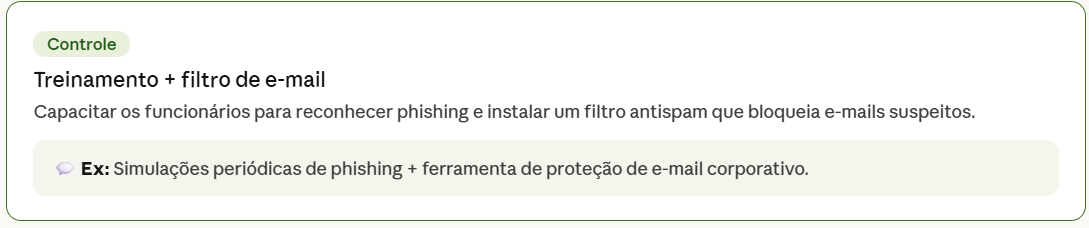 Controle
Treinamento + filtro de e-mail
Capacitar os funcionários para reconhecer phishing e instalar um filtro antispam que bloqueia e-mails suspeitos.
Ex: Simulações periódicas de phishing + ferramenta de proteção de e-mail corporativo.